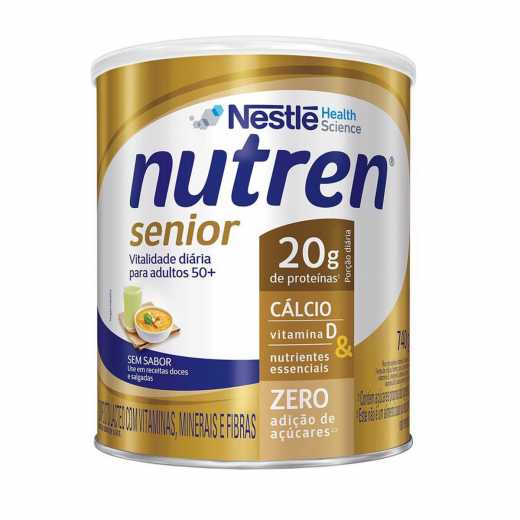 Nestlé Health Science
nutren®
senior
Vitalidade diária
para adultos 50+
20g
de proteínas
Porção diária
CÁLCIO
vitamina D
&
nutrientes
essenciais
ZERO
adição de
açúcares
SEM SABOR
Use em receitas doces
e salgadas
740g
COM VITAMINAS, MINERAIS E FIBRAS